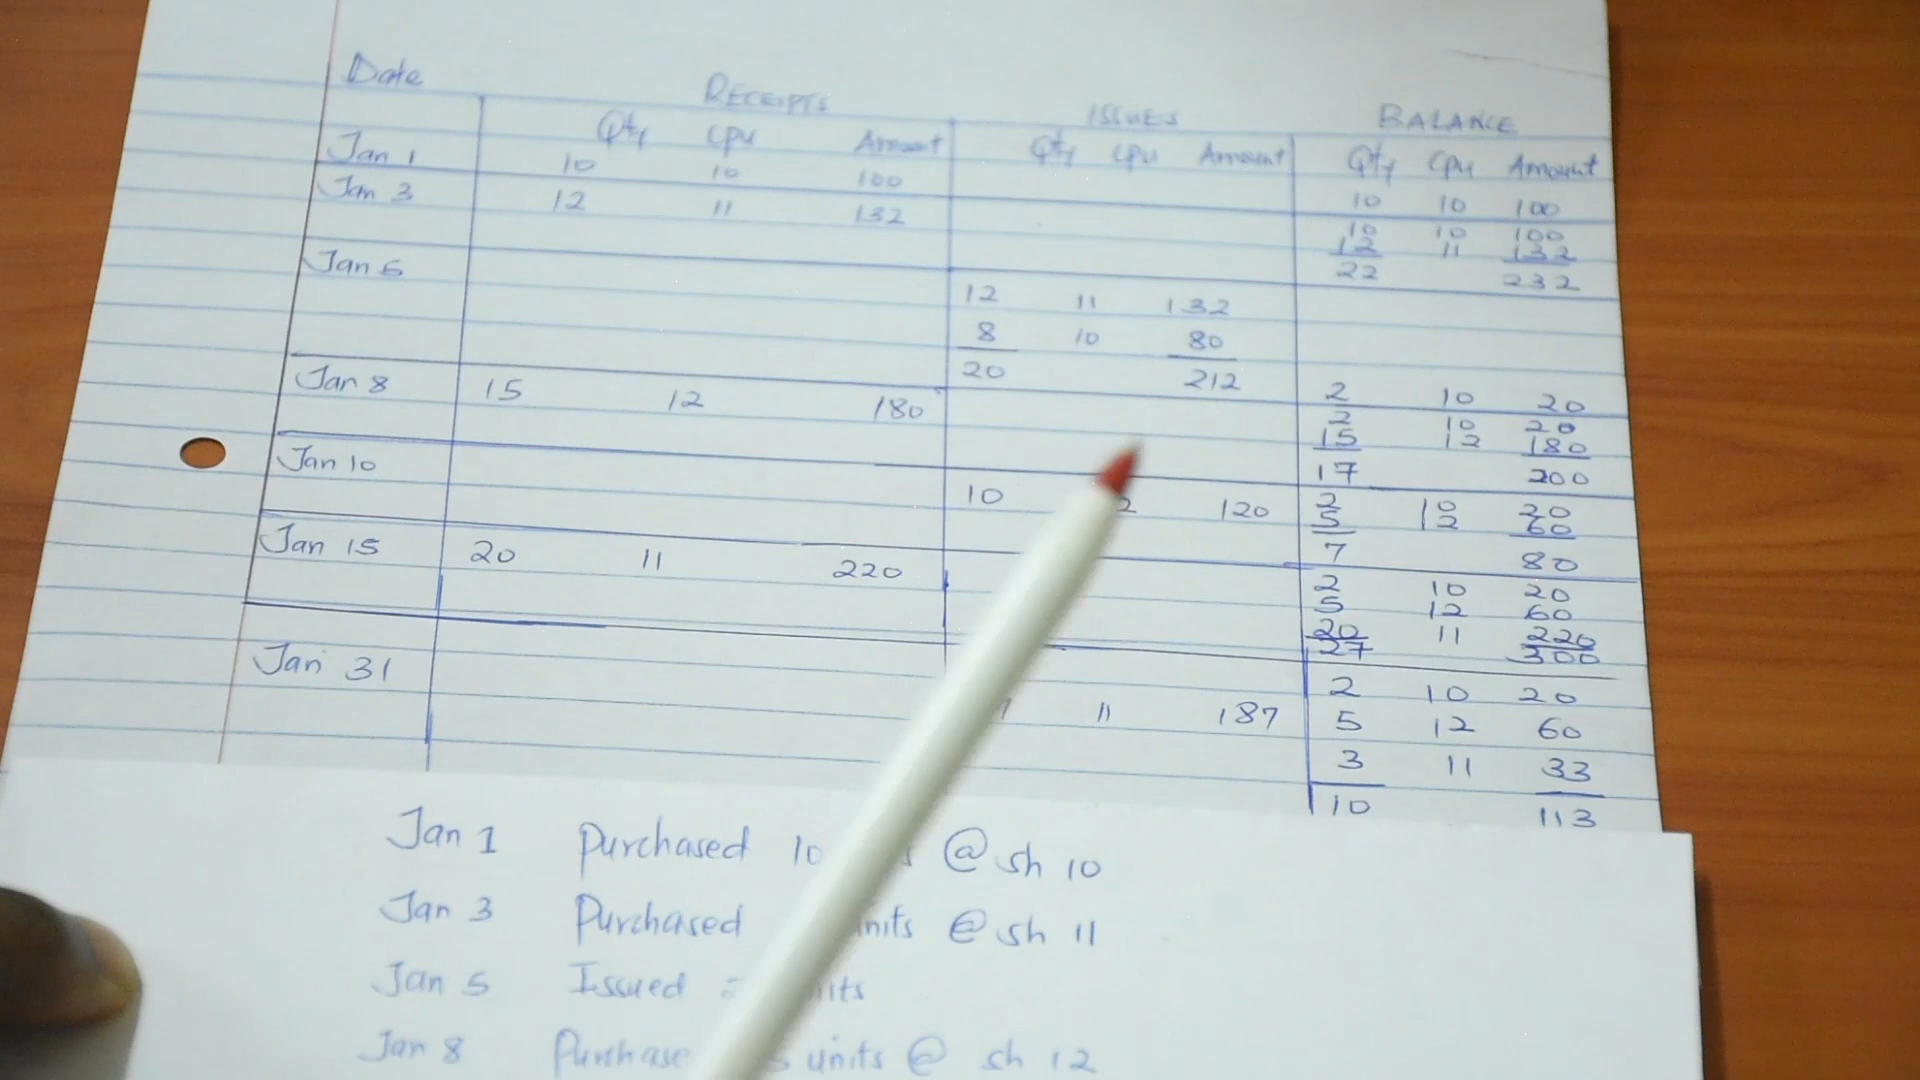 Date RECEIPTS ISSUES BALANCE
Qty cpu Amount Qty cpu Amount Qty cpu Amount
Jan 1 10 10 100 10 10 100
Jan 3 12 11 132 10 10 100
12 11 132
22 232
Jan 5
12 11 132
8 10 80
20 212 2 10 20
Jan 8 15 12 180 2 10 20
15 12 180
17 200
Jan 10
10 2 120 2 10 20
5 12 60
7 80
Jan 15 20 11 220 2 10 20
5 12 60
20 11 220
27 300
Jan 31 2 10 20
11 187 5 12 60
3 11 33
10 113
Jan 1 Purchased 10 @ sh 10
Jan 3 Purchased @ sh 11
Jan 5 Issued
Jan 8 units @ sh 12